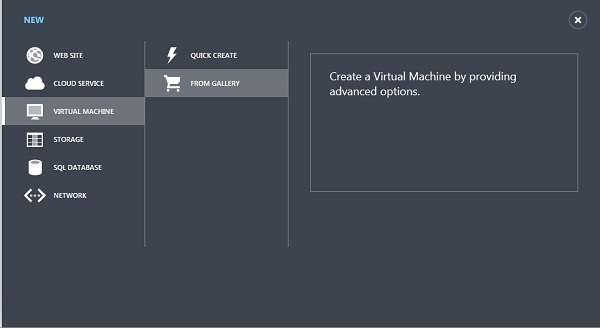 NEW
WEB SITE
CLOUD SERVICE
VIRTUAL MACHINE
STORAGE
SQL DATABASE
NETWORK
QUICK CREATE
FROM GALLERY
Create a Virtual Machine by providing
advanced options.